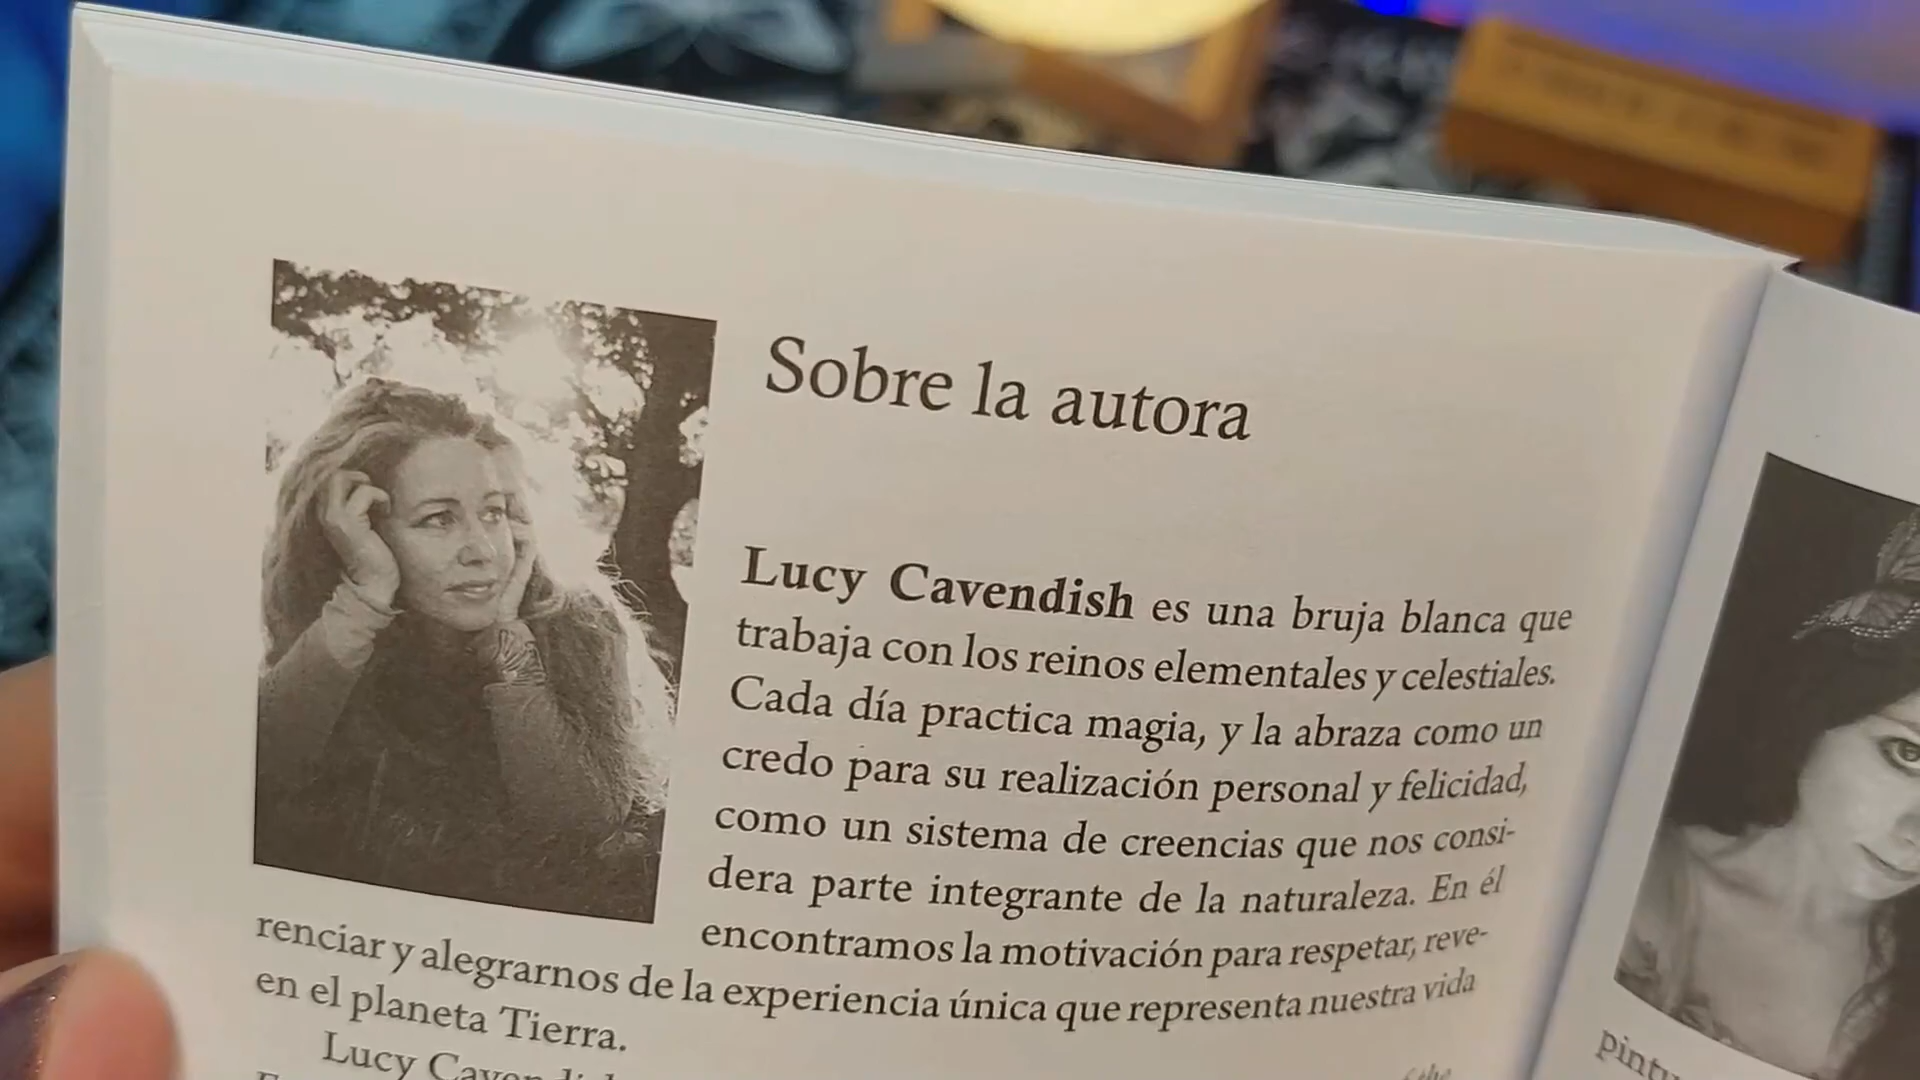 Sobre la autora
Lucy Cavendish es una bruja blanca que
trabaja con los reinos elementales y celestiales.
Cada día practica magia, y la abraza como un
credo para su realización personal y felicidad,
como un sistema de creencias que nos consi-
dera parte integrante de la naturaleza. En él
encontramos la motivación para respetar, reve-
renciar y alegrarnos de la experiencia única que representa nuestra vida
en el planeta Tierra.
Lucy